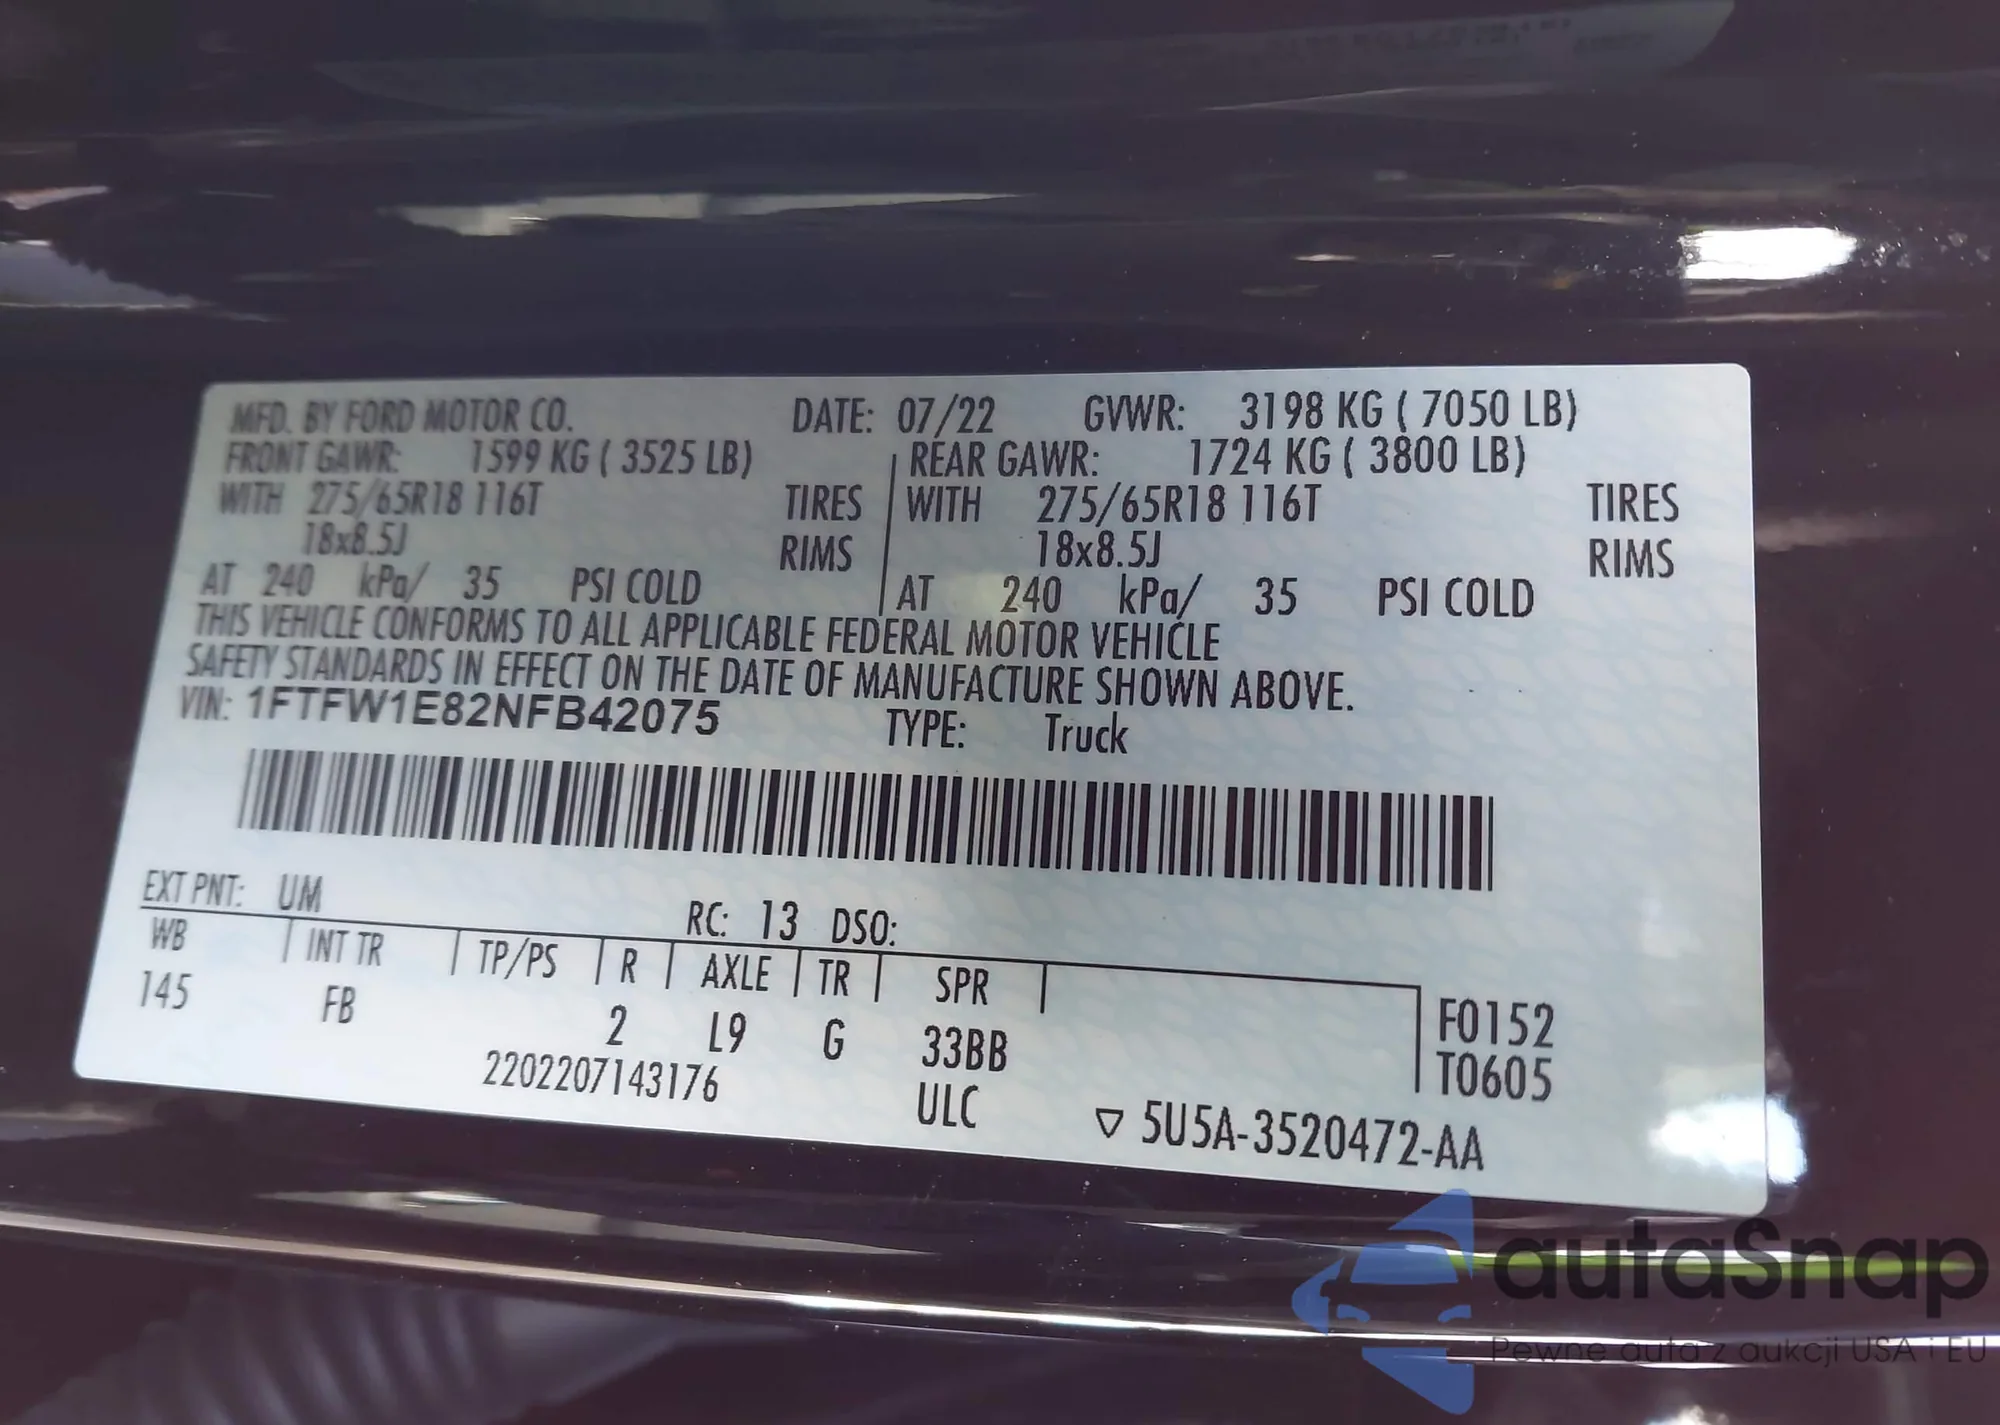 MFD. BY FORD MOTOR CO. DATE: 07/22 GVWR: 3198 KG ( 7050 LB)
FRONT GAWR: 1599 KG ( 3525 LB) REAR GAWR: 1724 KG ( 3800 LB)
WITH 275/65R18 116T TIRES WITH 275/65R18 116T TIRES
18x8.5J RIMS 18x8.5J RIMS
AT 240 kPa/ 35 PSI COLD AT 240 kPa/ 35 PSI COLD
THIS VEHICLE CONFORMS TO ALL APPLICABLE FEDERAL MOTOR VEHICLE
SAFETY STANDARDS IN EFFECT ON THE DATE OF MANUFACTURE SHOWN ABOVE.
VIN: 1FTFW1E82NFB42075 TYPE: Truck
EXT PNT: UM RC: 13 DSO:
WB INT TR TP/PS R AXLE TR SPR
145 FB 2 L9 G 33BB F0152
2202207143176 ULC T0605
▽ 5U5A-3520472-AA
autaSnap
Pewne auta z aukcji USA i EU